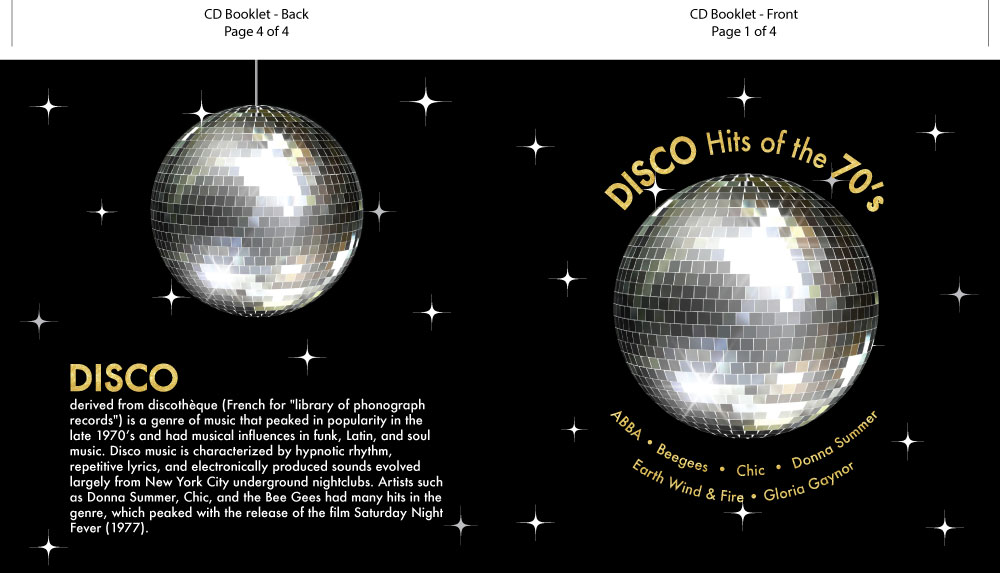 CD Booklet - Back
Page 4 of 4
CD Booklet - Front
Page 1 of 4
DISCO
derived from discothèque (French for "library of phonograph
records") is a genre of music that peaked in popularity in the
late 1970's and had musical influences in funk, Latin, and soul
music. Disco music is characterized by hypnotic rhythm,
repetitive lyrics, and electronically produced sounds evolved
largely from New York City underground nightclubs. Artists such
as Donna Summer, Chic, and the Bee Gees had many hits in the
genre, which peaked with the release of the film Saturday Night
Fever (1977).
DISCO Hits of the 70's
ABBA • Beegees • Chic • Donna Summer
Earth Wind & Fire • Gloria Gaynor